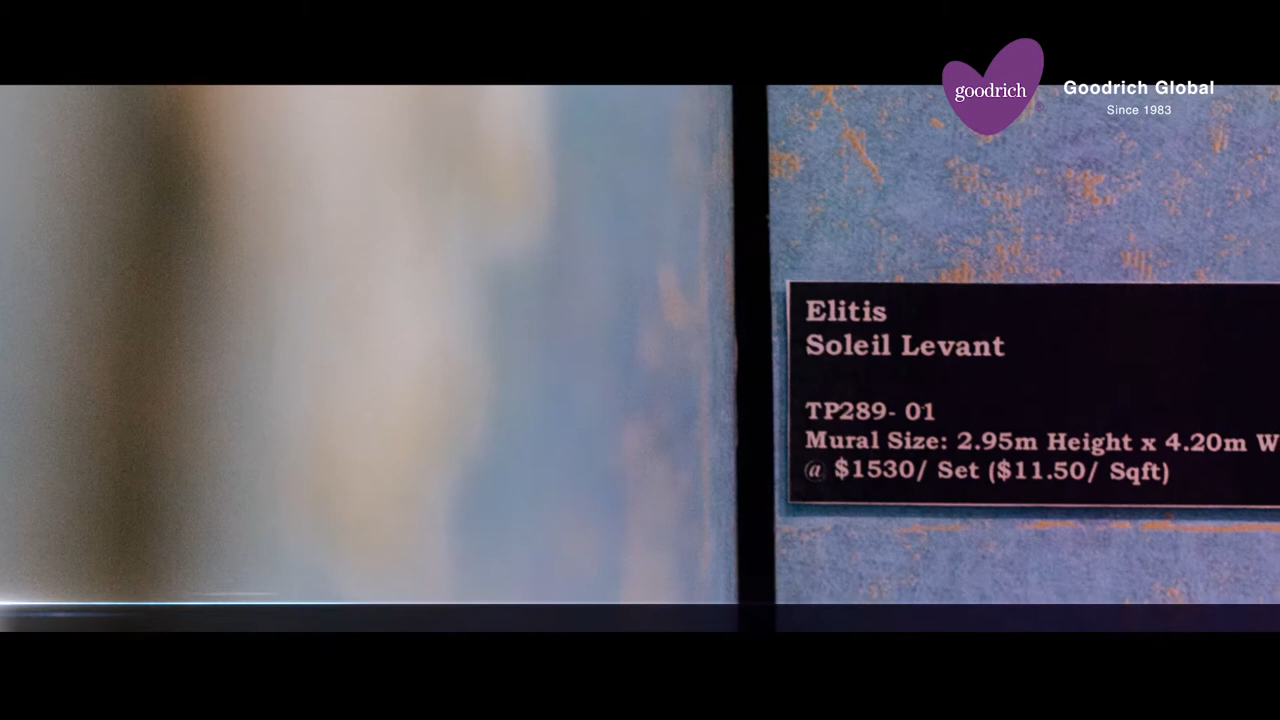 goodrich
Goodrich Global
Since 1983
Elitis
Soleil Levant
TP289- 01
Mural Size: 2.95m Height x 4.20m W
@ $1530/ Set ($11.50/ Sqft)